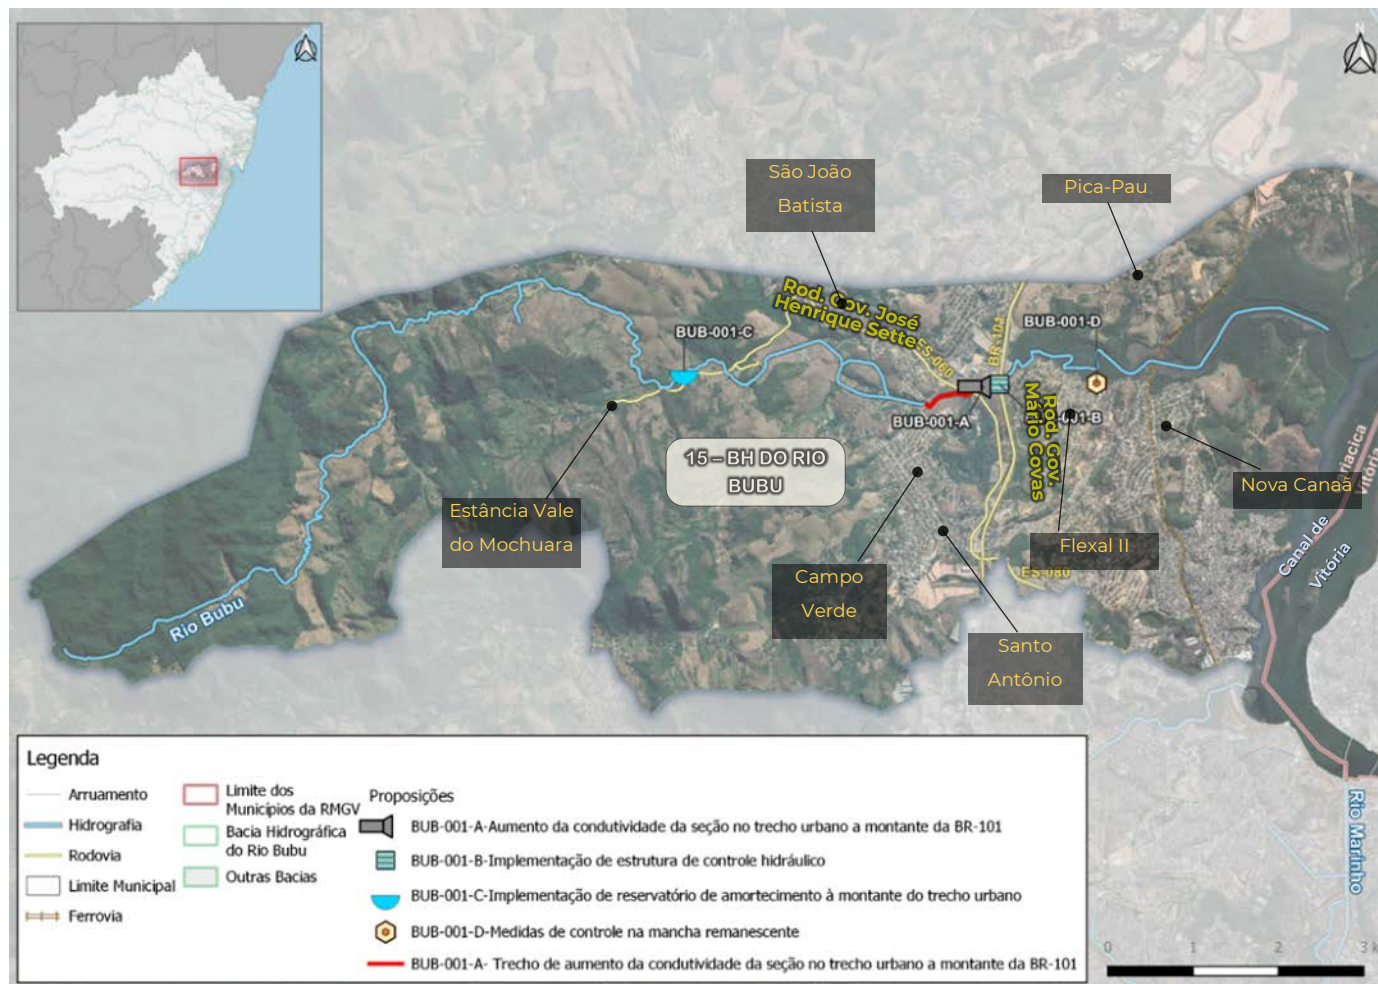 N
São João
Batista
Pica-Pau
Rod. Gov. José
Henrique Sette
ES-060
BR-101
BUB-001-D
BUB-001-C
BUB-001-A
Rod. Gov.
Mário Covas
001-B
15 – BH DO RIO
BUBU
Estância Vale
do Mochuara
Nova Canaã
Flexal II
Campo
Verde
ES-080
Santo
Antônio
Rio Bubu
Canal de
Vitória
ariacica
Vitória
Rio Marinho
Legenda
Arruamento
Hidrografia
Rodovia
Limite Municipal
Ferrovia
Limite dos
Municípios da RMGV
Bacia Hidrográfica
do Rio Bubu
Outras Bacias
Proposições
BUB-001-A-Aumento da condutividade da seção no trecho urbano a montante da BR-101
BUB-001-B-Implementação de estrutura de controle hidráulico
BUB-001-C-Implementação de reservatório de amortecimento à montante do trecho urbano
BUB-001-D-Medidas de controle na mancha remanescente
BUB-001-A- Trecho de aumento da condutividade da seção no trecho urbano a montante da BR-101
0 1 2 3 k